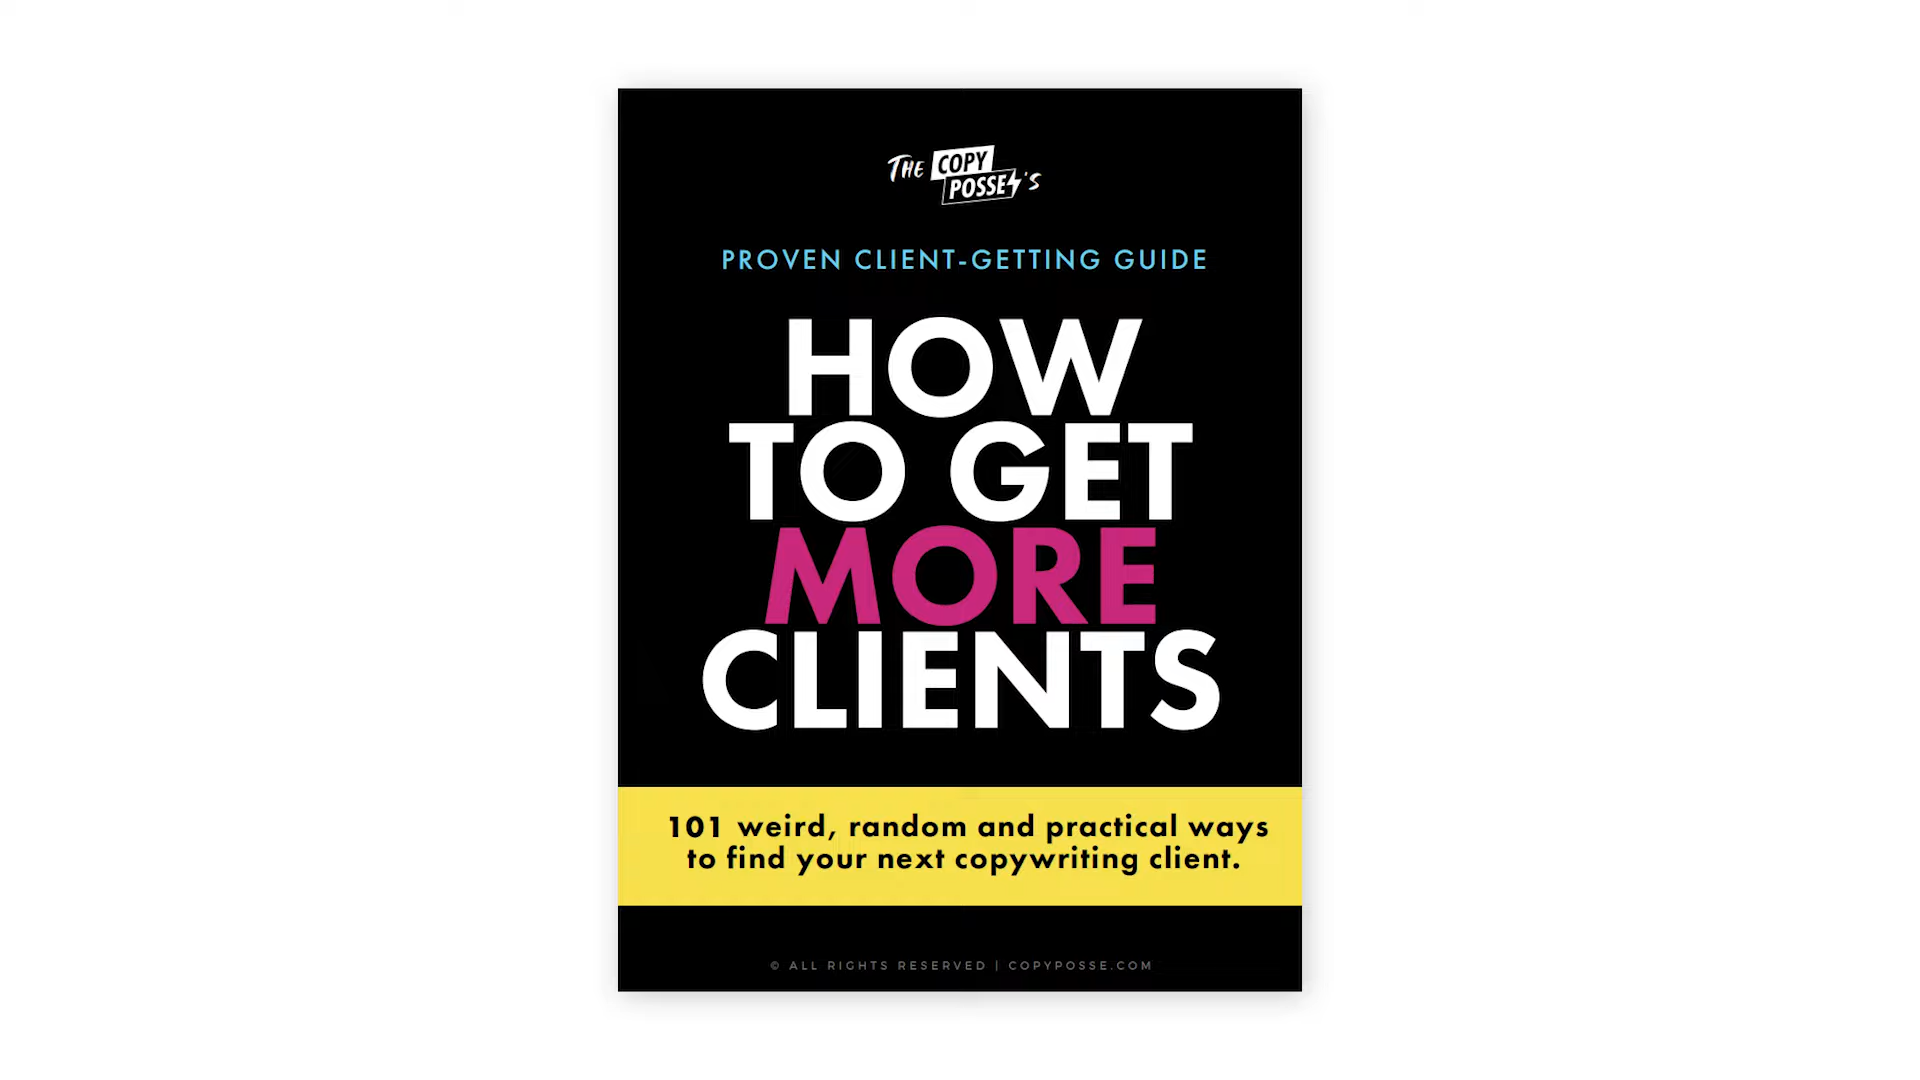 THE COPY
POSSE'S
PROVEN CLIENT-GETTING GUIDE
HOW
TO GET
MORE
CLIENTS
101 weird, random and practical ways
to find your next copywriting client.
© ALL RIGHTS RESERVED | COPYPOSSE.COM